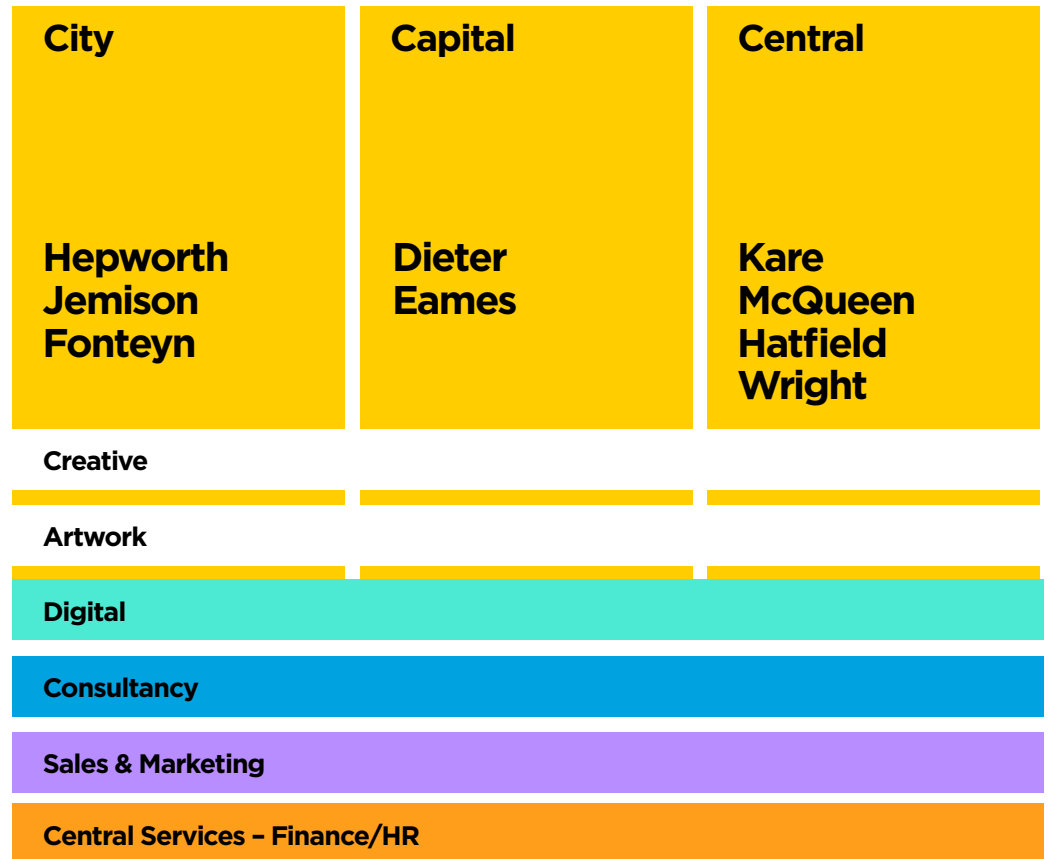 City
Capital
Central
Hepworth
Jemison
Fonteyn
Dieter
Eames
Kare
McQueen
Hatfield
Wright
Creative
Artwork
Digital
Consultancy
Sales & Marketing
Central Services – Finance/HR